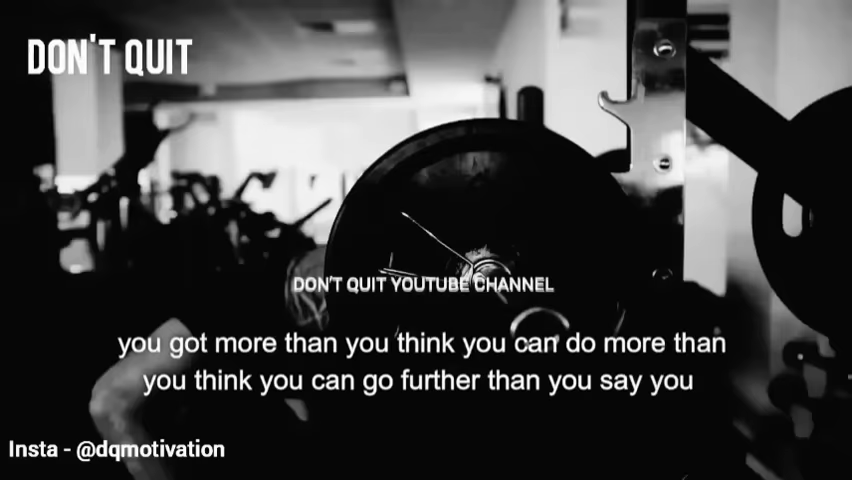 DON'T QUIT
DON'T QUIT YOUTUBE CHANNEL
you got more than you think you can do more than
you think you can go further than you say you
Insta - @dqmotivation